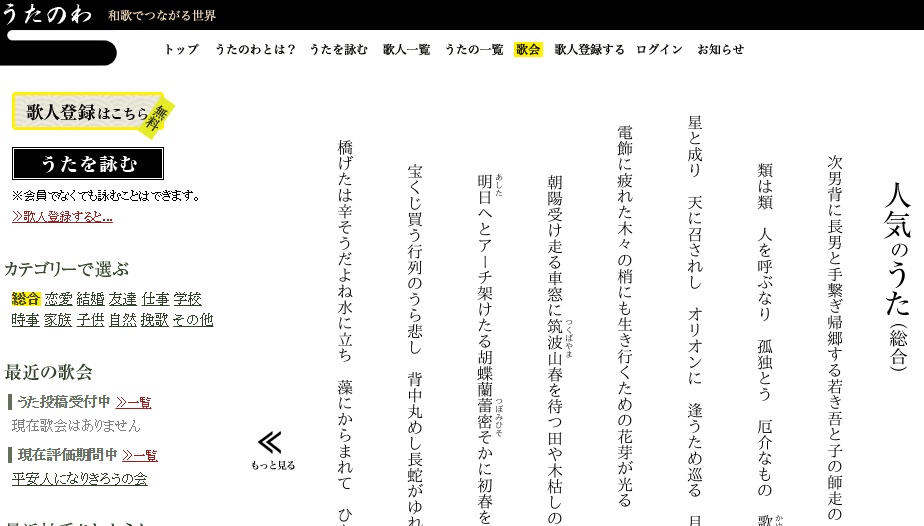 うたのわ 和歌でつながる世界
トップ うたのわとは？ うたを詠む 歌人一覧 うたの一覧 歌会 歌人登録する ログイン お知らせ
歌人登録はこちら 無料
うたを詠む
※会員でなくても詠むことはできます。
≫歌人登録すると...
カテゴリーで選ぶ
総合 恋愛 結婚 友達 仕事 学校
時事 家族 子供 自然 挽歌 その他
最近の歌会
うた投稿受付中 ≫一覧
現在歌会はありません
現在評価期間中 ≫一覧
平安人になりきろうの会
人気のうた（総合）
次男背に長男と手繋ぎ帰郷する若き吾と子の師走の
類は類 人を呼ぶなり 孤独とう 厄介なもの 歌
星と成り 天に召されし オリオンに 逢うため巡る 月
電飾に疲れた木々の梢にも生き行くための花芽が光る
朝陽受け走る車窓に筑波山春を待つ田や木枯しの
つくばやま
明日へとアーチ架けたる胡蝶蘭蕾密そかに初春を
あした
つぼみひそ
宝くじ買う行列のうら悲し 背中丸めし長蛇がゆれ
橋げたは辛そうだよね水に立ち 藻にからまれて ひ
もっと見る